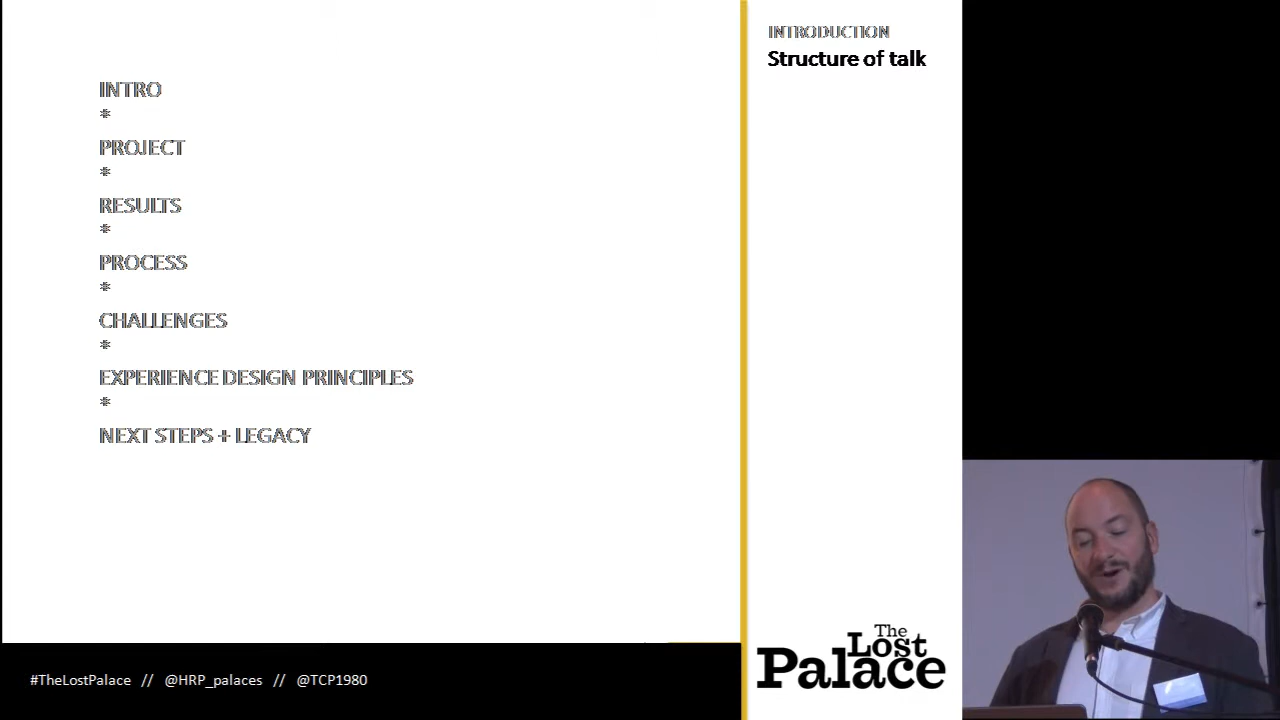 INTRO
*
PROJECT
*
RESULTS
*
PROCESS
*
CHALLENGES
*
EXPERIENCE DESIGN PRINCIPLES
*
NEXT STEPS + LEGACY
INTRODUCTION
Structure of talk
The
Lost
Palace
#TheLostPalace // @HRP_palaces // @TCP1980